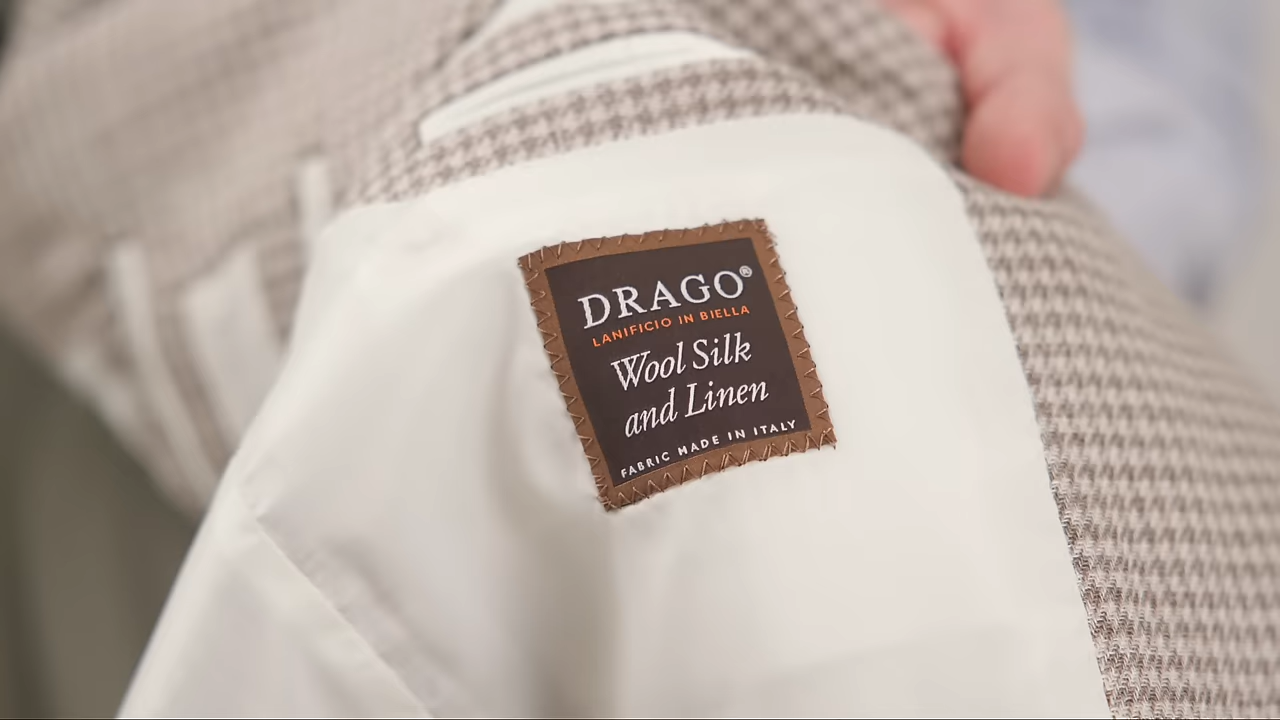 DRAGO®
LANIFICIO IN BIELLA
Wool Silk
and Linen
FABRIC MADE IN ITALY